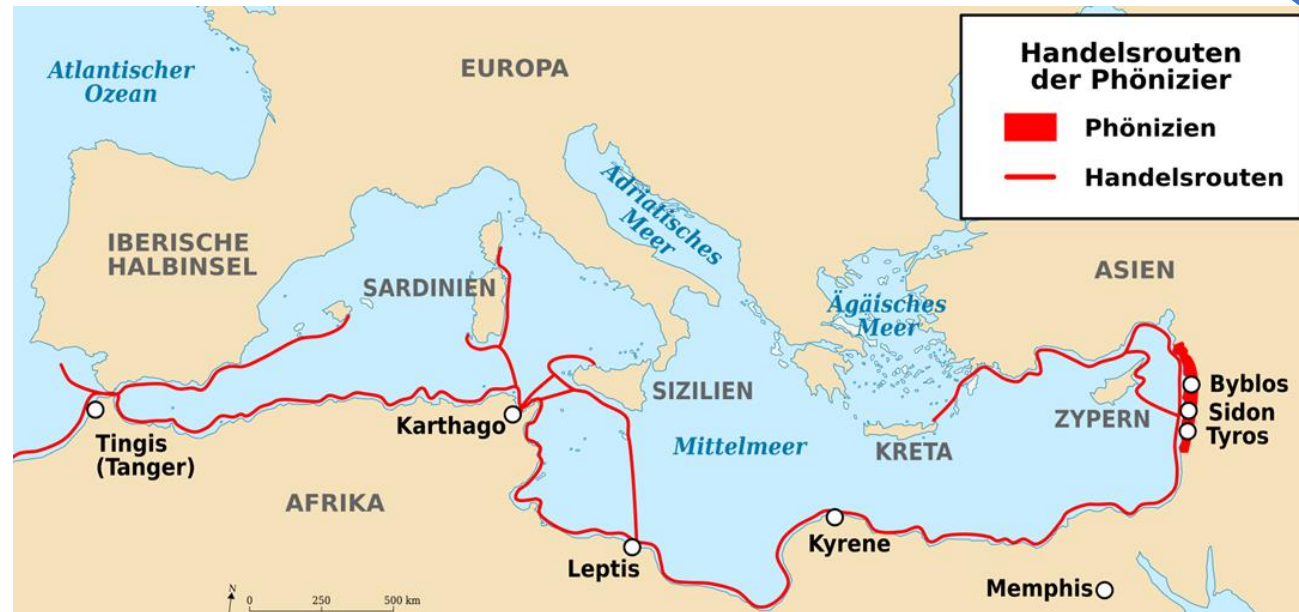 Handelsrouten
der Phönizier
Phönizien
Handelsrouten
Atlantischer
Ozean
EUROPA
Adriatisches
Meer
IBERISCHE
HALBINSEL
SARDINIEN
Ägäisches
Meer
ASIEN
Byblos
Sidon
Tyros
ZYPERN
SIZILIEN
KRETA
Mittelmeer
Karthago
Tingis
(Tanger)
AFRIKA
Leptis
Kyrene
Memphis
N
0 250 500 km